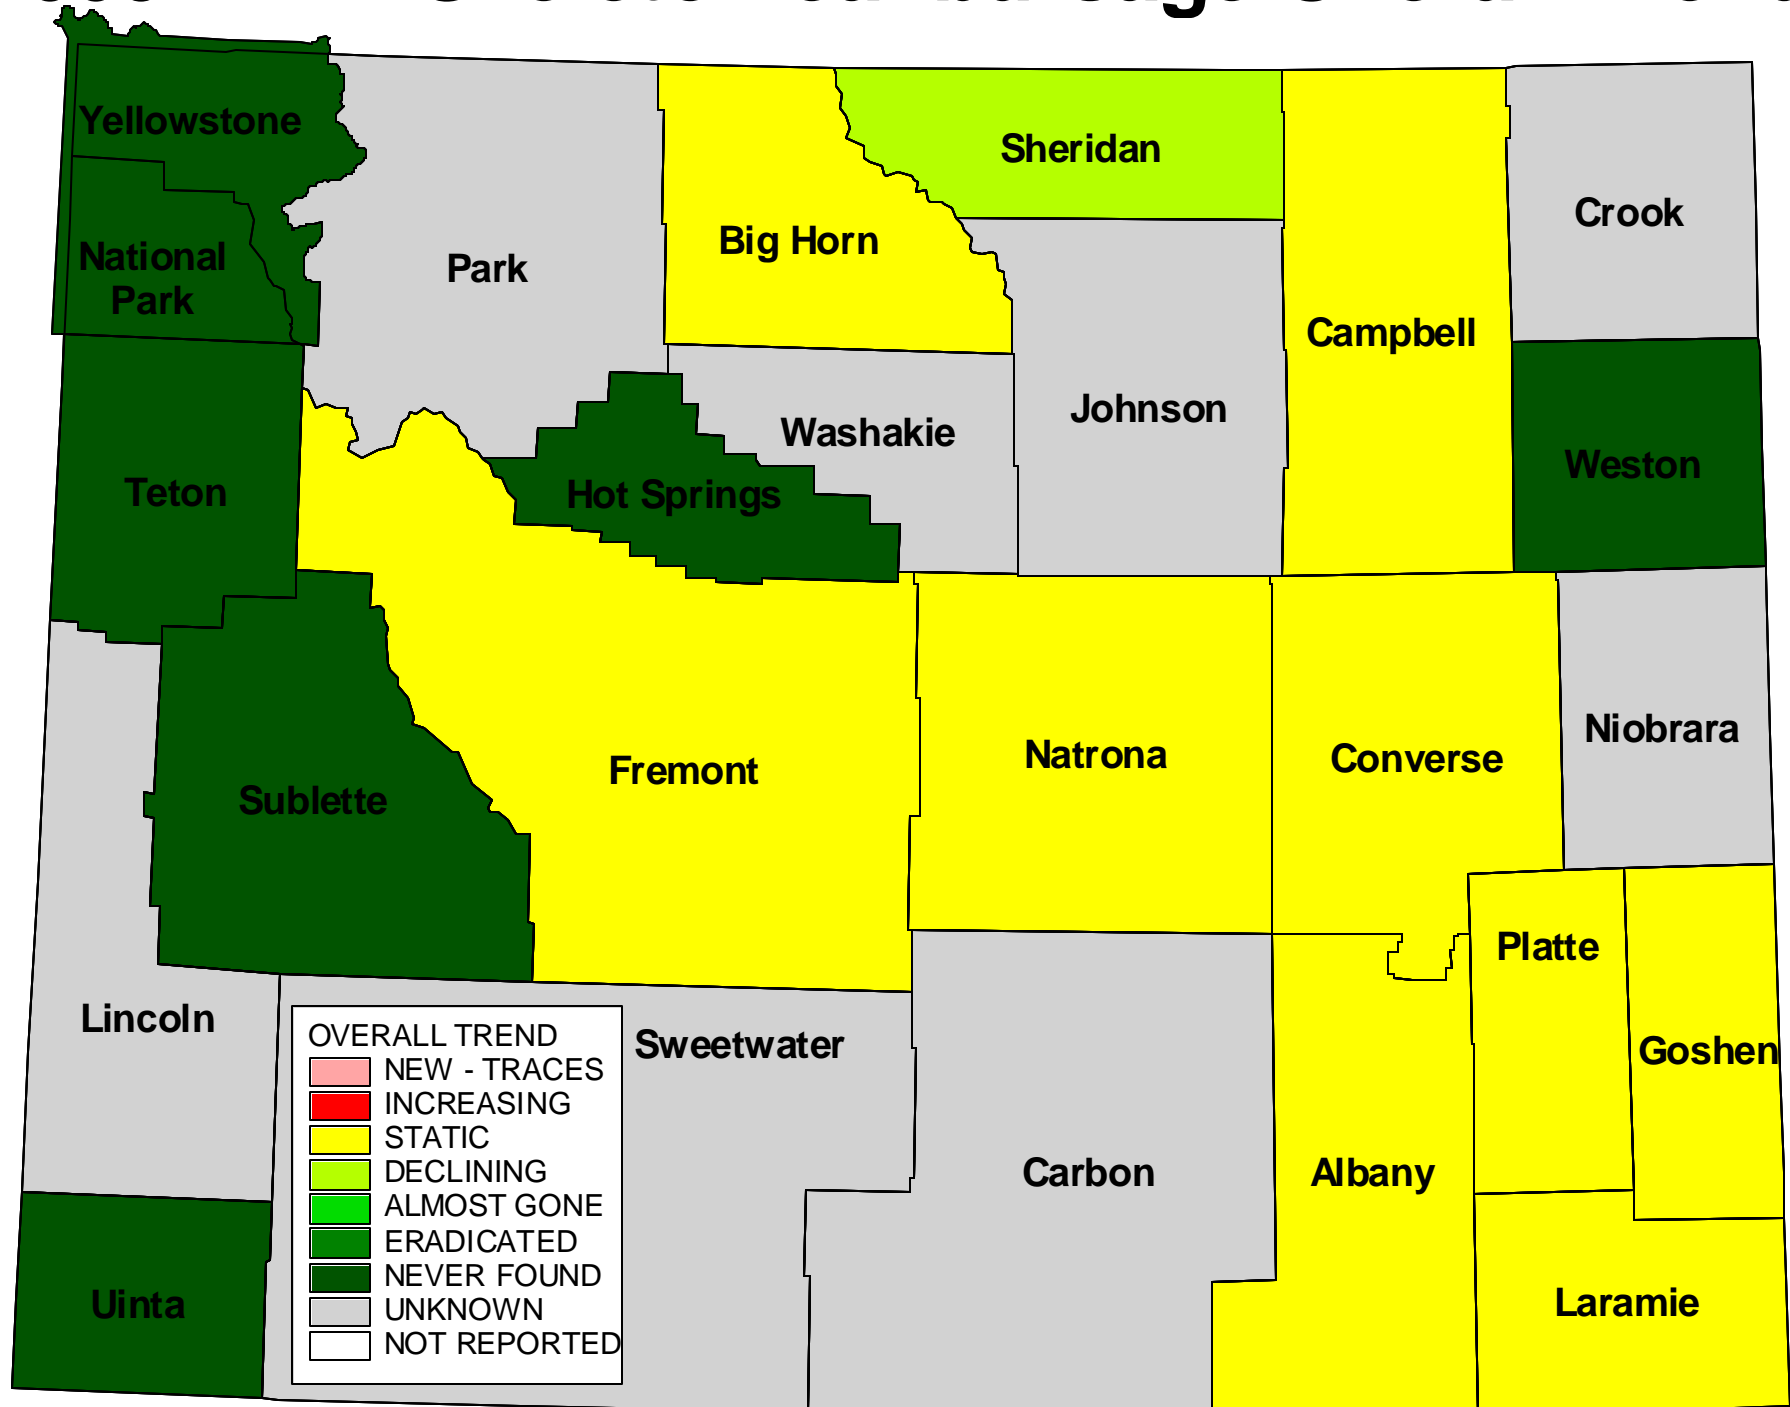 Yellowstone
National
Park
Park
Big Horn
Sheridan
Campbell
Crook
Johnson
Washakie
Hot Springs
Teton
Weston
Sublette
Fremont
Natrona
Converse
Niobrara
Platte
Goshen
Lincoln
Sweetwater
Carbon
Albany
Laramie
Uinta
OVERALL TREND
NEW - TRACES
INCREASING
STATIC
DECLINING
ALMOST GONE
ERADICATED
NEVER FOUND
UNKNOWN
NOT REPORTED